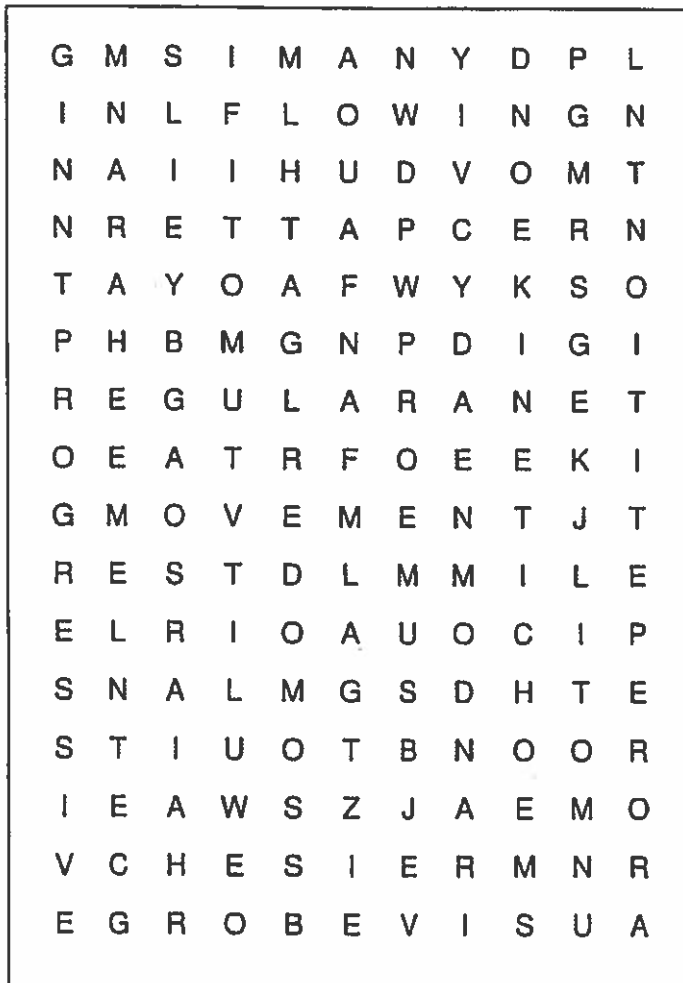 G M S I M A N Y D P L
I N L F L O W I N G N
N A I I H U D V O M T
N R E T T A P C E R N
T A Y O A F W Y K S O
P H B M G N P D I G I
R E G U L A R A N E T
O E A T R F O E E K I
G M O V E M E N T J T
R E S T D L M M I L E
E L R I O A U O C I P
S N A L M G S D H T E
S T I U O T B N O O R
I E A W S Z J A E M O
V C H E S I E R M N R
E G R O B E V I S U A